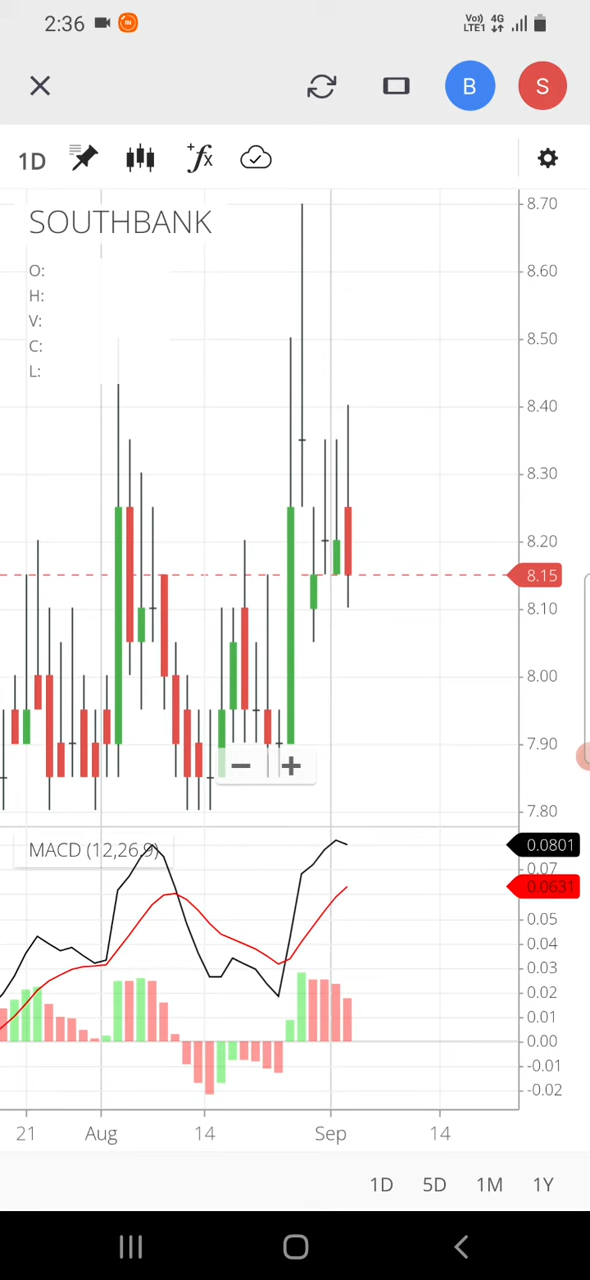 2:36
Vo)) 4G
LTE1
B
S
1D
+fx
SOUTHBANK
O:
H:
V:
C:
L:
8.70
8.60
8.50
8.40
8.30
8.20
8.15
8.10
8.00
7.90
7.80
MACD (12,26,9)
0.0801
0.07
0.0631
0.05
0.04
0.03
0.02
0.01
0.00
-0.01
-0.02
21
Aug
14
Sep
14
1D
5D
1M
1Y